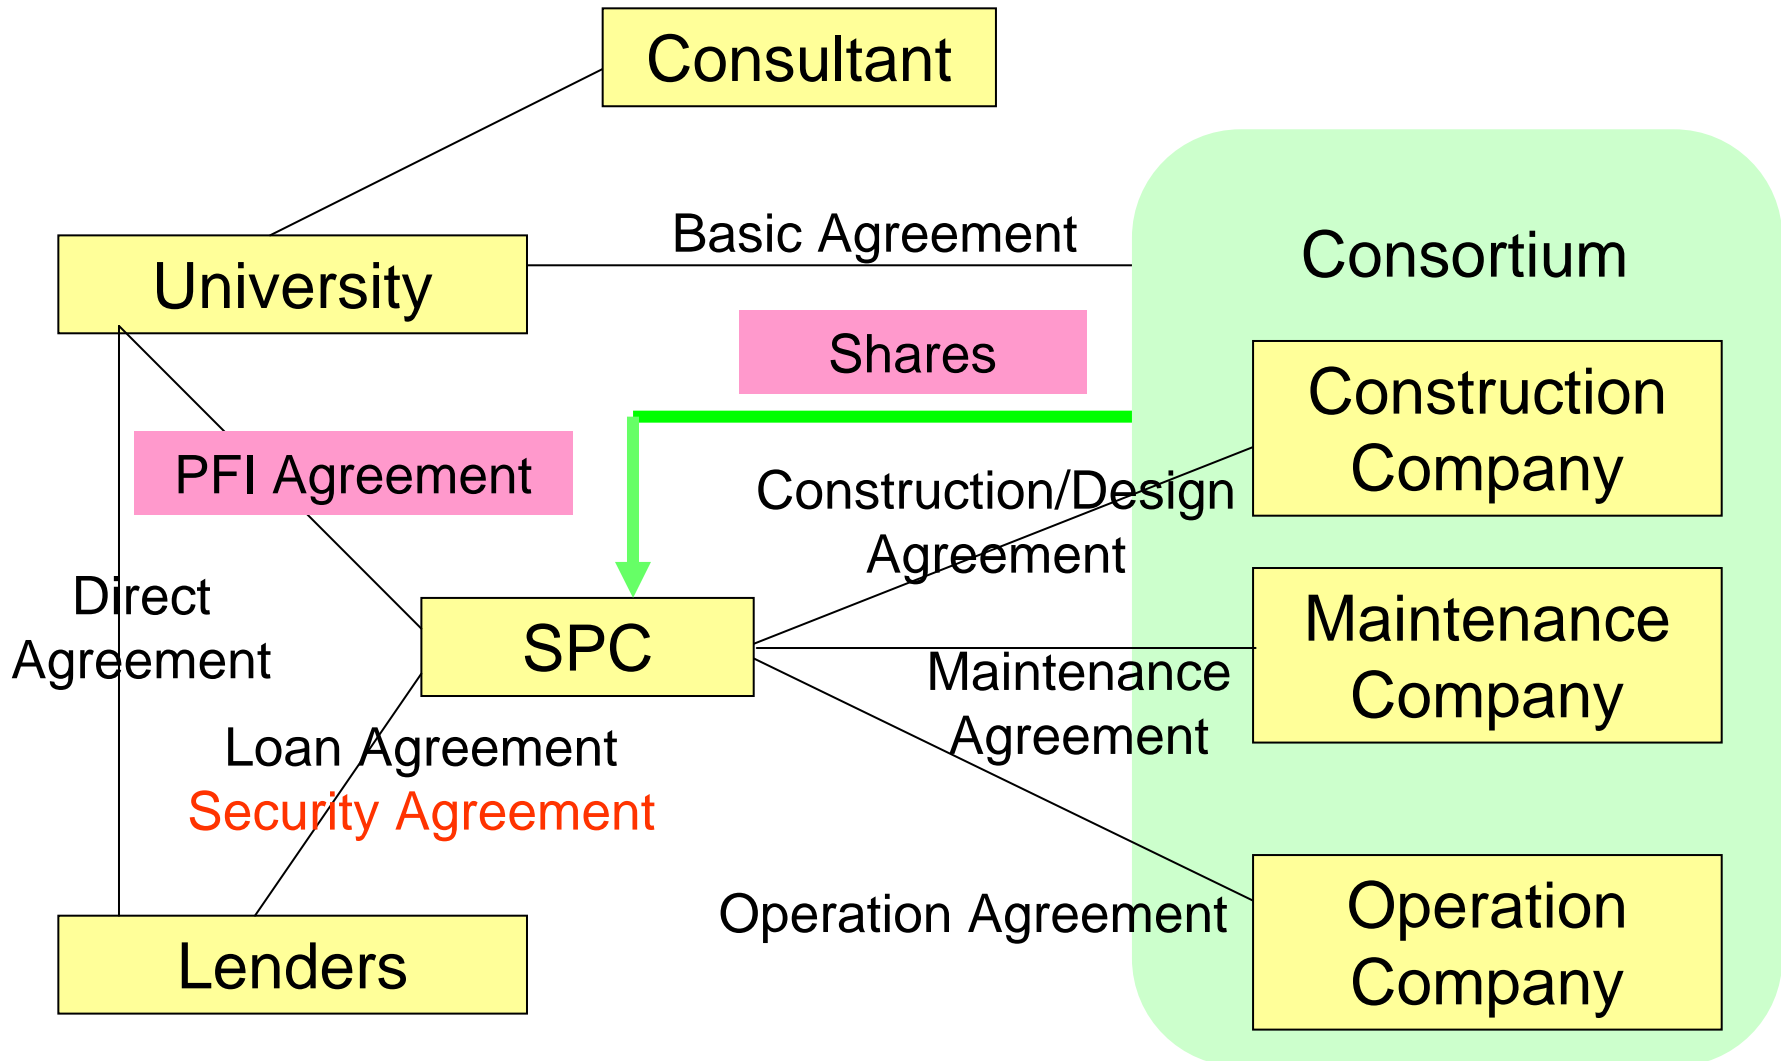 Consultant
Basic Agreement
University
Consortium
Shares
Construction
Company
PFI Agreement
Construction/Design
Agreement
Direct
Agreement
SPC
Maintenance
Company
Maintenance
Agreement
Loan Agreement
Security Agreement
Operation Agreement
Operation
Company
Lenders